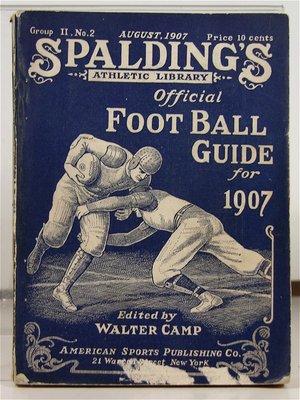 Group II, No. 2 AUGUST, 1907 Price 10 cents
SPALDING'S
ATHLETIC LIBRARY
Official
FOOT BALL
GUIDE
for
1907
Edited by
WALTER CAMP
AMERICAN SPORTS PUBLISHING CO.
21 Warren Street, New York